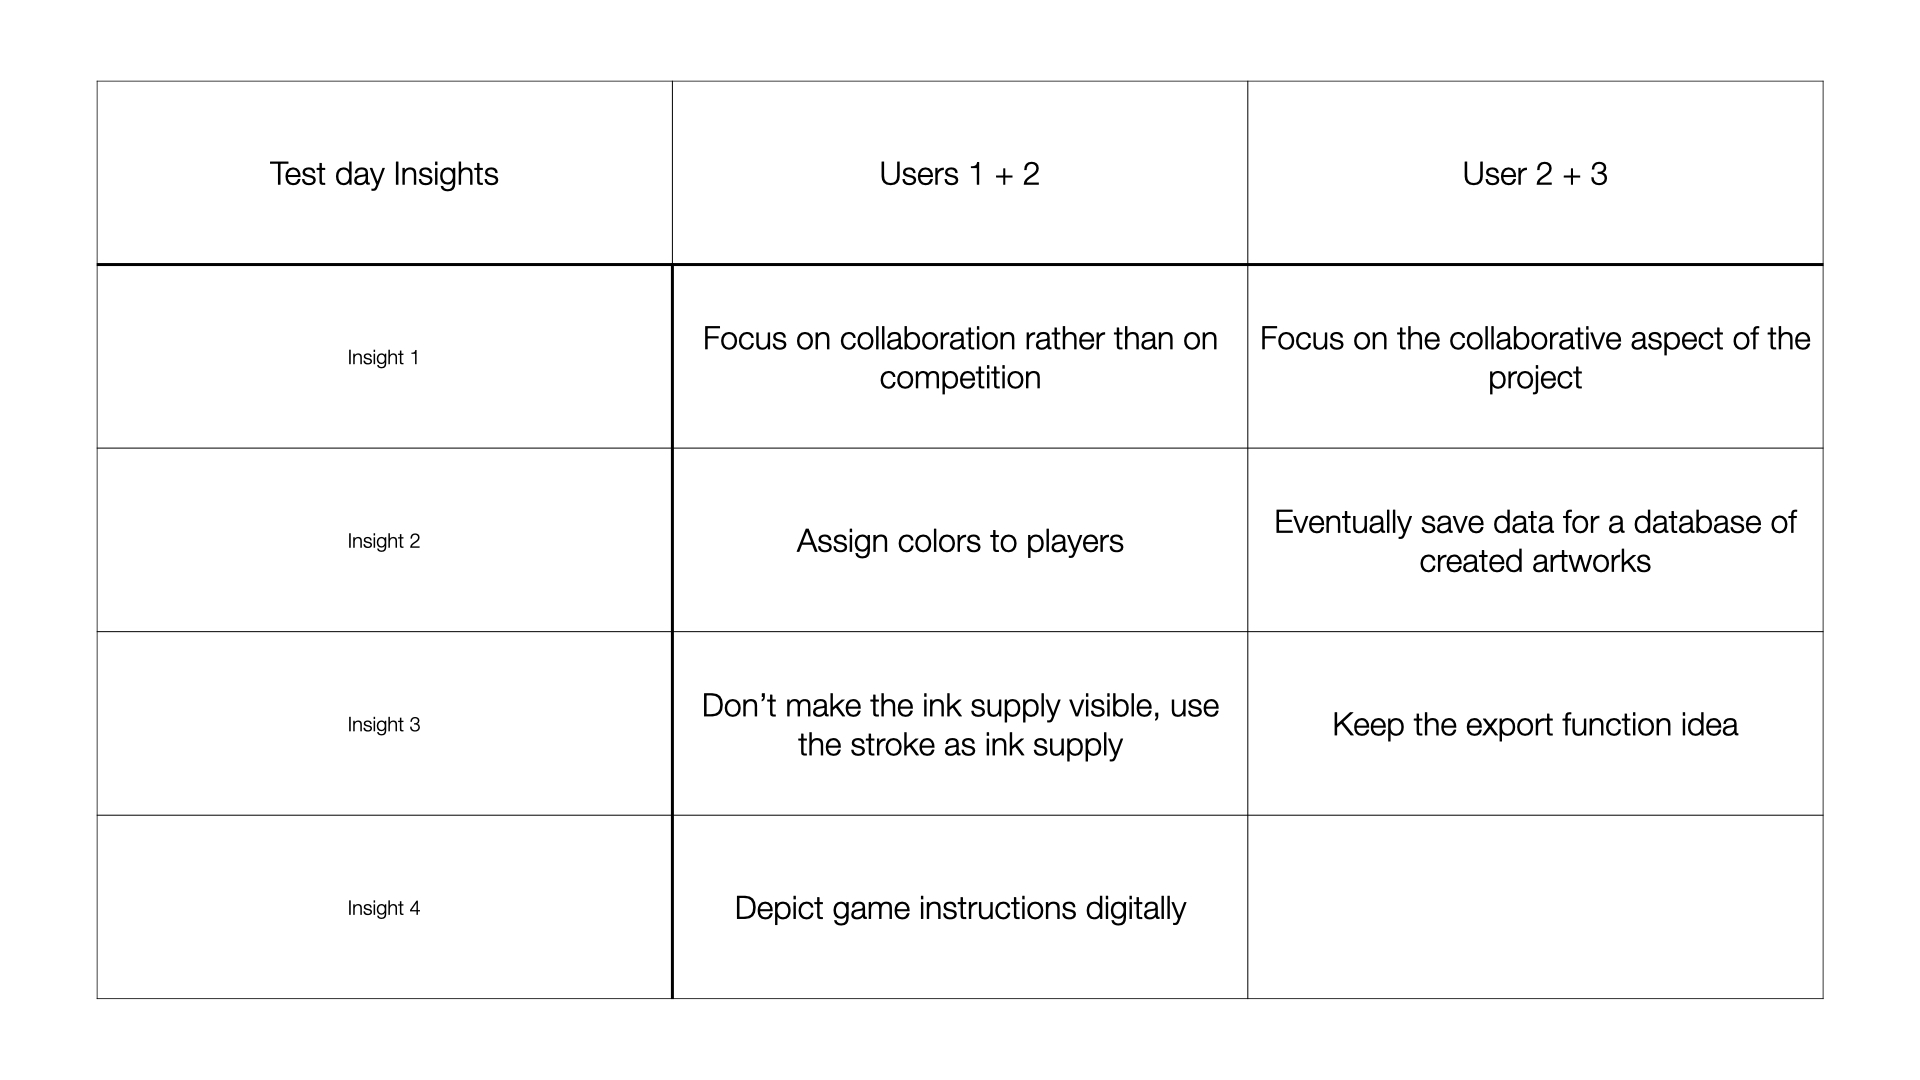 Test day Insights
Users 1 + 2
User 2 + 3
Insight 1
Focus on collaboration rather than on
competition
Focus on the collaborative aspect of the
project
Insight 2
Assign colors to players
Eventually save data for a database of
created artworks
Insight 3
Don’t make the ink supply visible, use
the stroke as ink supply
Keep the export function idea
Insight 4
Depict game instructions digitally